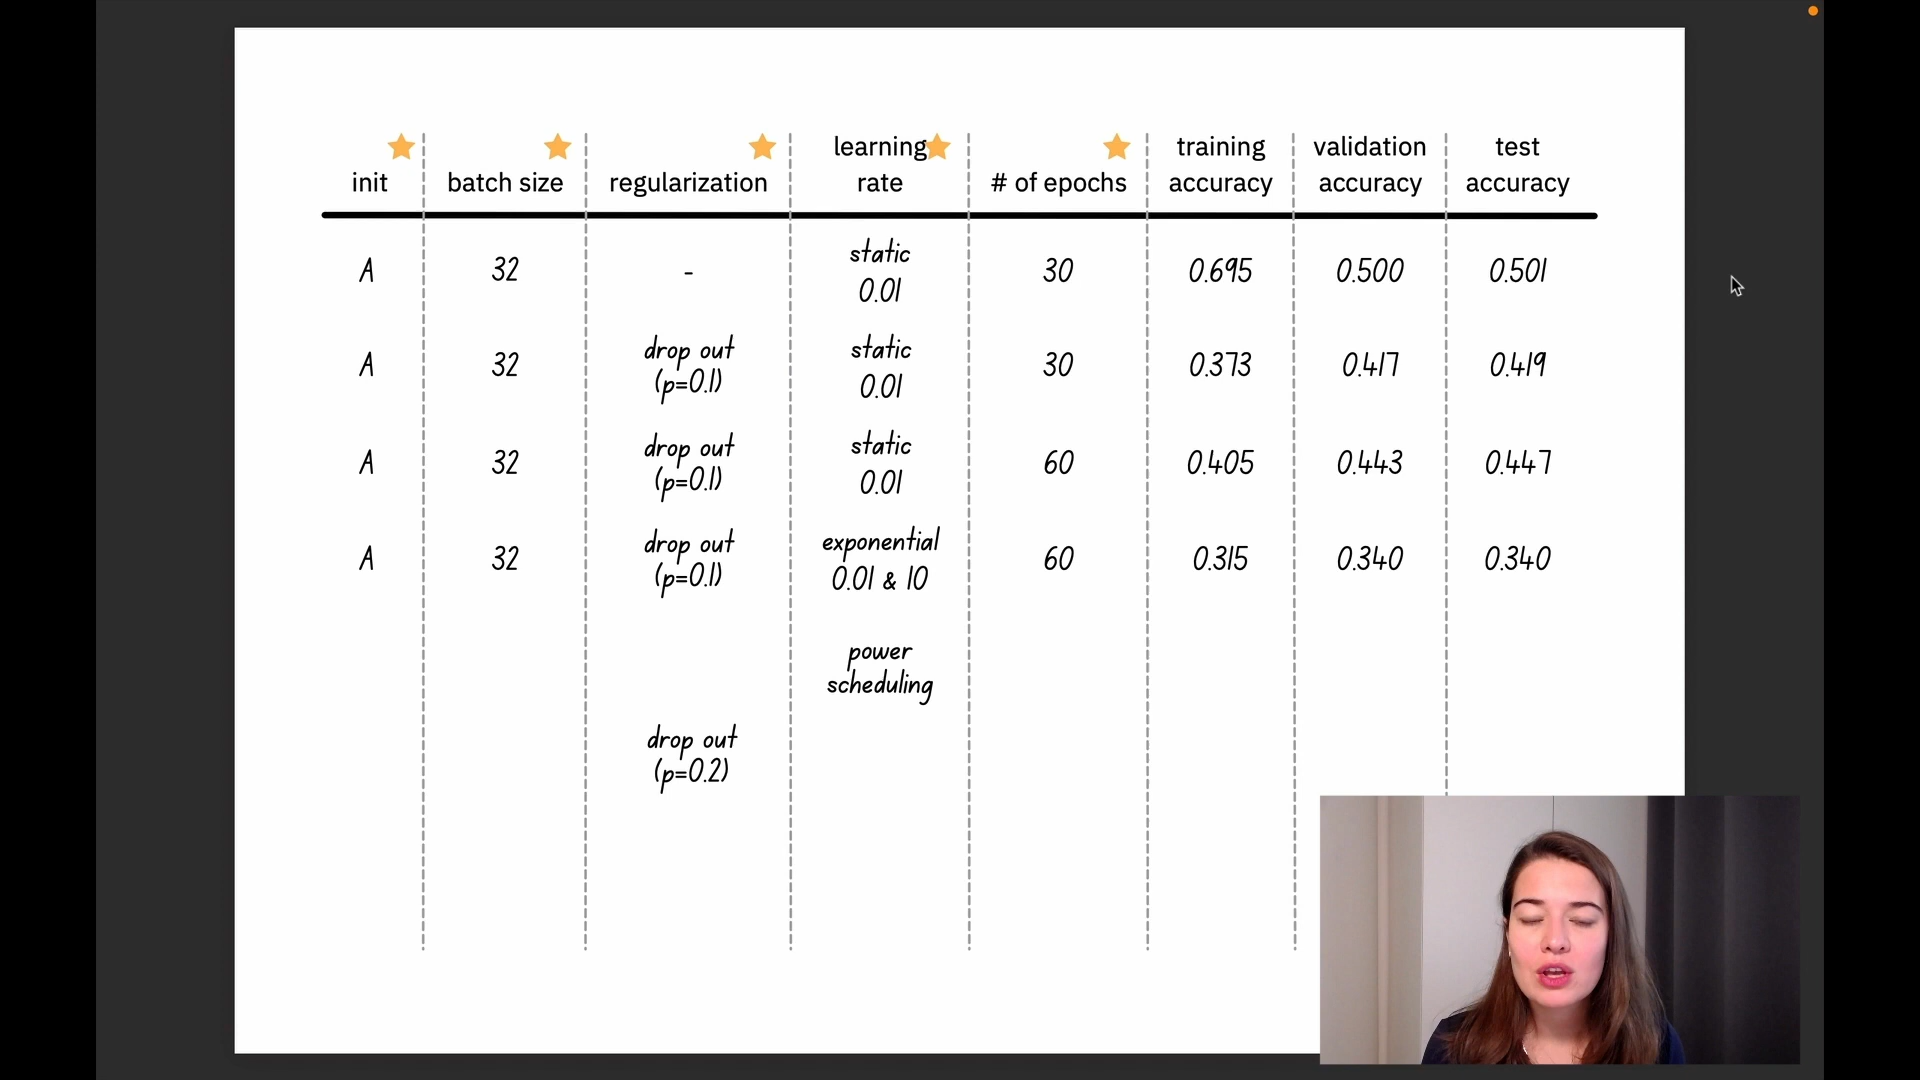 init
batch size
regularization
learning
rate
# of epochs
training
accuracy
validation
accuracy
test
accuracy
A
32
-
static
0.01
30
0.695
0.500
0.501
A
32
drop out
(p=0.1)
static
0.01
30
0.373
0.417
0.419
A
32
drop out
(p=0.1)
static
0.01
60
0.405
0.443
0.447
A
32
drop out
(p=0.1)
exponential
0.01 & 10
60
0.315
0.340
0.340
power
scheduling
drop out
(p=0.2)